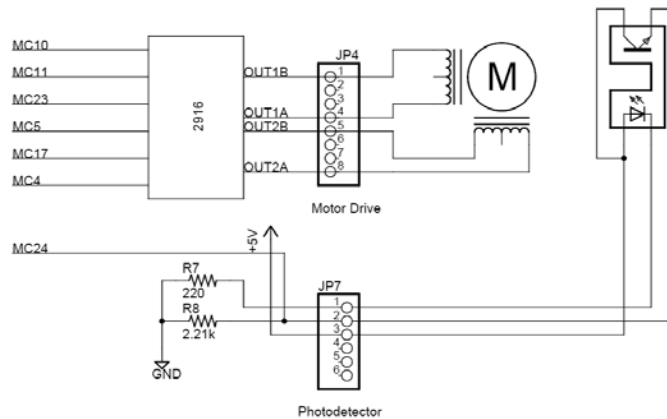 MC10
MC11
MC23
MC5
MC17
MC4
2916
OUT1B
OUT1A
OUT2B
OUT2A
JP4
1
2
3
4
5
6
7
8
M
Motor Drive
MC24
+5V
R7
220
R8
2.21k
GND
JP7
1
2
3
4
5
6
Photodetector